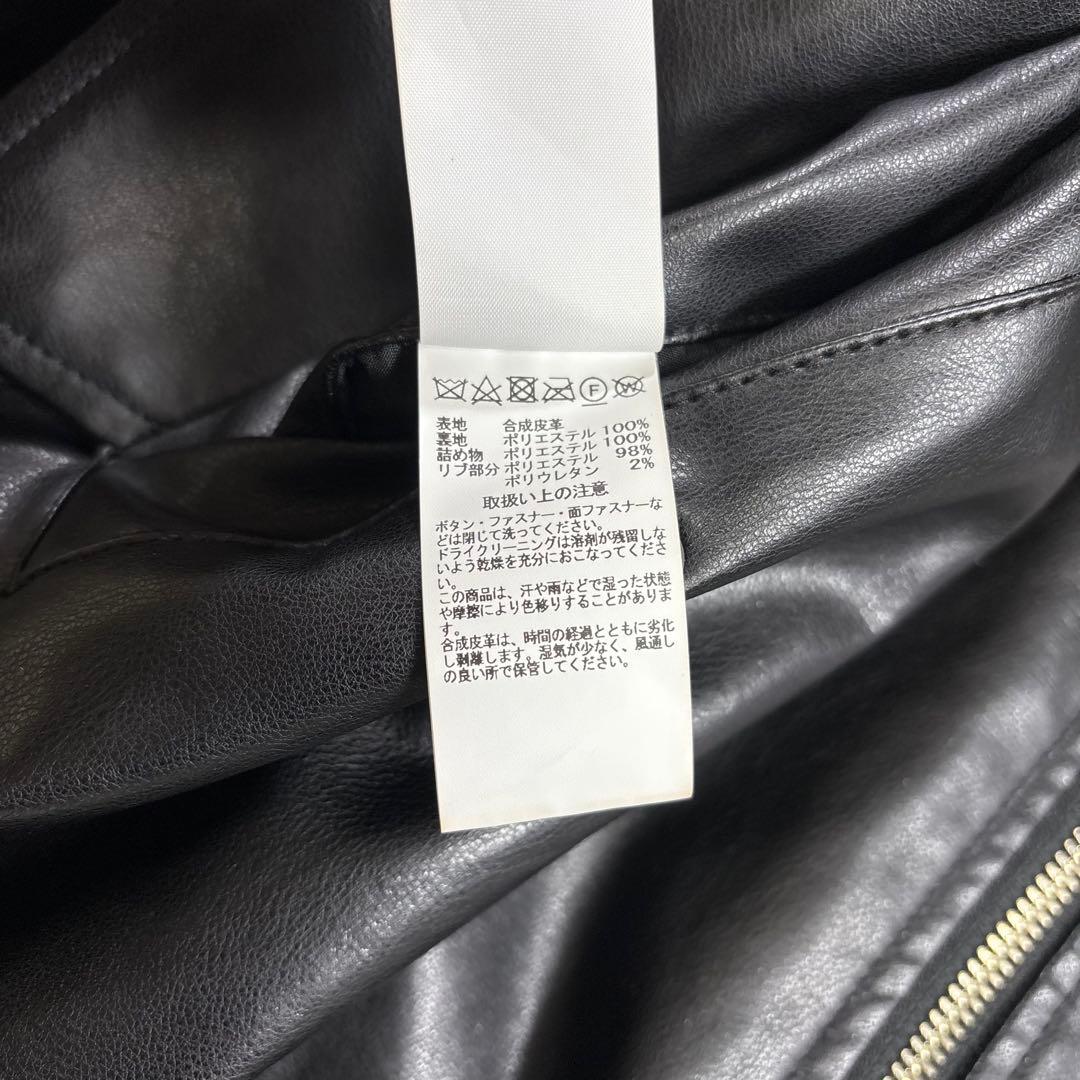 F W
表地 合成皮革
裏地 ポリエステル 100%
詰め物 ポリエステル 100%
リブ部分 ポリエステル 98%
ポリウレタン 2%
取扱い上の注意
ボタン・ファスナー・面ファスナーな
どは閉じて洗ってください。
ドライクリーニングは溶剤が残留しな
いよう乾燥を充分におこなってくださ
い。
この商品は、汗や雨などで湿った状態
や摩擦により色移りすることがありま
す。
合成皮革は、時間の経過とともに劣化
し剥離します。湿気が少なく、風通し
の良い所で保管してください。